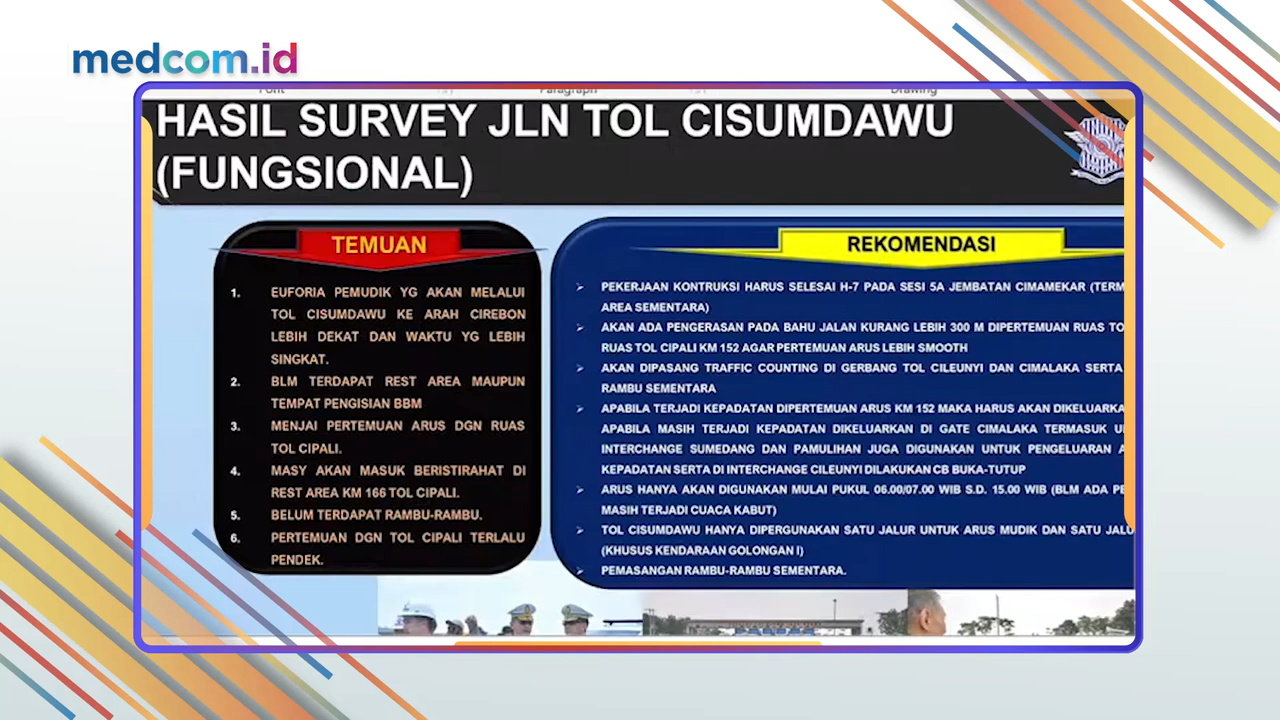 medcom.id
Paragraph
Drawing
HASIL SURVEY JLN TOL CISUMDAWU
(FUNGSIONAL)
TEMUAN
1. EUFORIA PEMUDIK YG AKAN MELALUI
TOL CISUMDAWU KE ARAH CIREBON
LEBIH DEKAT DAN WAKTU YG LEBIH
SINGKAT.
2. BLM TERDAPAT REST AREA MAUPUN
TEMPAT PENGISIAN BBM
3. MENJAI PERTEMUAN ARUS DGN RUAS
TOL CIPALI.
4. MASY AKAN MASUK BERISTIRAHAT DI
REST AREA KM 166 TOL CIPALI.
5. BELUM TERDAPAT RAMBU-RAMBU.
6. PERTEMUAN DGN TOL CIPALI TERLALU
PENDEK.
REKOMENDASI
PEKERJAAN KONTRUKSI HARUS SELESAI H-7 PADA SESI 5A JEMBATAN CIMAMEKAR (TERM
AREA SEMENTARA)
AKAN ADA PENGERASAN PADA BAHU JALAN KURANG LEBIH 300 M DIPERTEMUAN RUAS TO
RUAS TOL CIPALI KM 152 AGAR PERTEMUAN ARUS LEBIH SMOOTH
AKAN DIPASANG TRAFFIC COUNTING DI GERBANG TOL CILEUNYI DAN CIMALAKA SERTA
RAMBU SEMENTARA
APABILA TERJADI KEPADATAN DIPERTEMUAN ARUS KM 152 MAKA HARUS AKAN DIKELUARKA
APABILA MASIH TERJADI KEPADATAN DIKELUARKAN DI GATE CIMALAKA TERMASUK U
INTERCHANGE SUMEDANG DAN PAMULIHAN JUGA DIGUNAKAN UNTUK PENGELUARAN A
KEPADATAN SERTA DI INTERCHANGE CILEUNYI DILAKUKAN CB BUKA-TUTUP
ARUS HANYA AKAN DIGUNAKAN MULAI PUKUL 06.00/07.00 WIB S.D. 15.00 WIB (BLM ADA PE
MASIH TERJADI CUACA KABUT)
TOL CISUMDAWU HANYA DIPERGUNAKAN SATU JALUR UNTUK ARUS MUDIK DAN SATU JALU
(KHUSUS KENDARAAN GOLONGAN I)
PEMASANGAN RAMBU-RAMBU SEMENTARA.